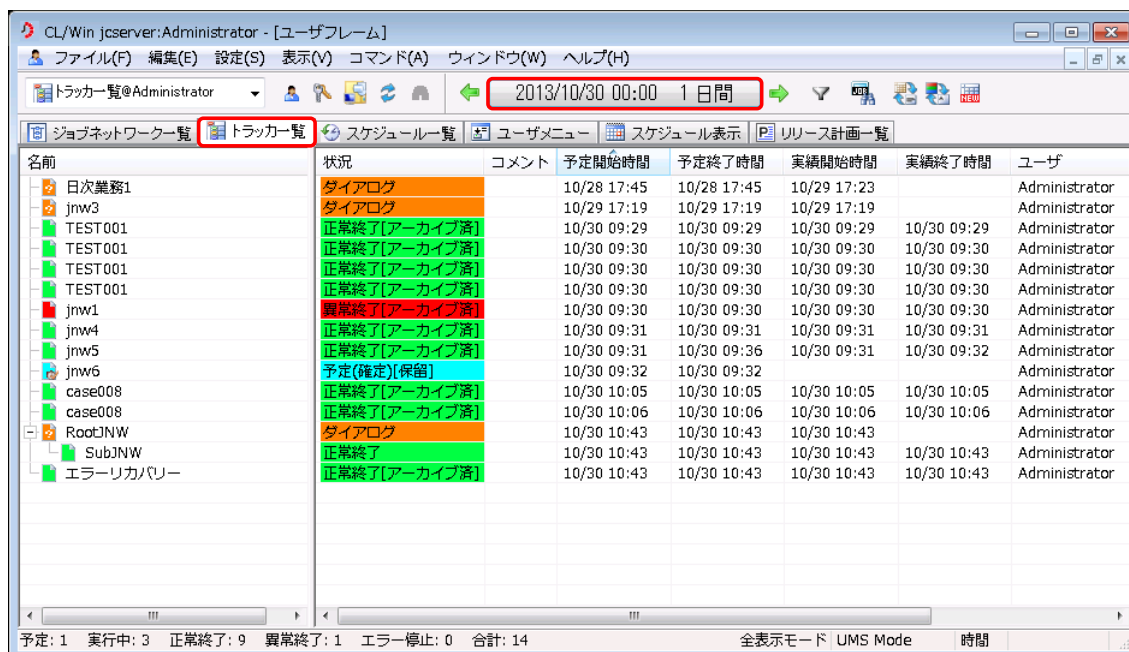 CL/Win jcserver:Administrator - [ユーザフレーム]
ファイル(F) 編集(E) 設定(S) 表示(V) コマンド(A) ウィンドウ(W) ヘルプ(H)
トラッカ一覧@Administrator 2013/10/30 00:00 1 日間 NEW
ジョブネットワーク一覧 トラッカ一覧 スケジュール一覧 ユーザメニュー スケジュール表示 リリース計画一覧
名前 状況 コメント 予定開始時間 予定終了時間 実績開始時間 実績終了時間 ユーザ
日次業務1 ダイアログ 10/28 17:45 10/28 17:45 10/29 17:23 Administrator
jnw3 ダイアログ 10/29 17:19 10/29 17:19 10/29 17:19 Administrator
TEST001 正常終了[アーカイブ済] 10/30 09:29 10/30 09:29 10/30 09:29 10/30 09:29 Administrator
TEST001 正常終了[アーカイブ済] 10/30 09:30 10/30 09:30 10/30 09:30 10/30 09:30 Administrator
TEST001 正常終了[アーカイブ済] 10/30 09:30 10/30 09:30 10/30 09:30 10/30 09:30 Administrator
TEST001 正常終了[アーカイブ済] 10/30 09:30 10/30 09:30 10/30 09:30 10/30 09:30 Administrator
jnw1 異常終了[アーカイブ済] 10/30 09:30 10/30 09:30 10/30 09:30 10/30 09:30 Administrator
jnw4 正常終了[アーカイブ済] 10/30 09:31 10/30 09:31 10/30 09:31 10/30 09:31 Administrator
jnw5 正常終了[アーカイブ済] 10/30 09:31 10/30 09:36 10/30 09:31 10/30 09:32 Administrator
jnw6 予定(確定)[保留] 10/30 09:32 10/30 09:32 Administrator
case008 正常終了[アーカイブ済] 10/30 10:05 10/30 10:05 10/30 10:05 10/30 10:05 Administrator
case008 正常終了[アーカイブ済] 10/30 10:06 10/30 10:06 10/30 10:06 10/30 10:06 Administrator
RootJNW ダイアログ 10/30 10:43 10/30 10:43 10/30 10:43 Administrator
SubJNW 正常終了 10/30 10:43 10/30 10:43 10/30 10:43 10/30 10:43 Administrator
エラーリカバリー 正常終了[アーカイブ済] 10/30 10:43 10/30 10:43 10/30 10:43 10/30 10:43 Administrator
予定: 1 実行中: 3 正常終了: 9 異常終了: 1 エラー停止: 0 合計: 14 全表示モード UMS Mode 時間